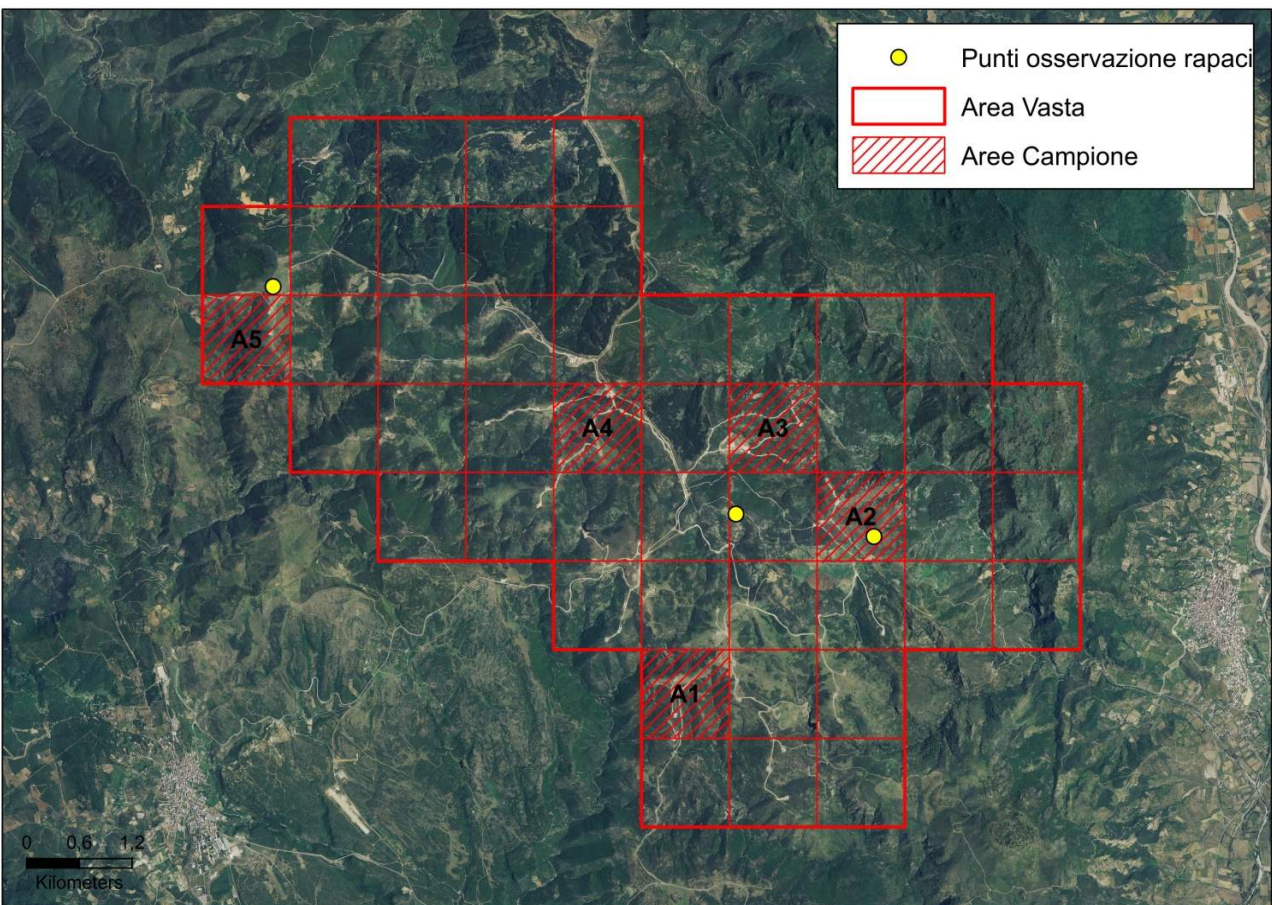 Punti osservazione rapaci
Area Vasta
Aree Campione
A5
A4
A3
A2
A1
0 0,6 1,2
Kilometers